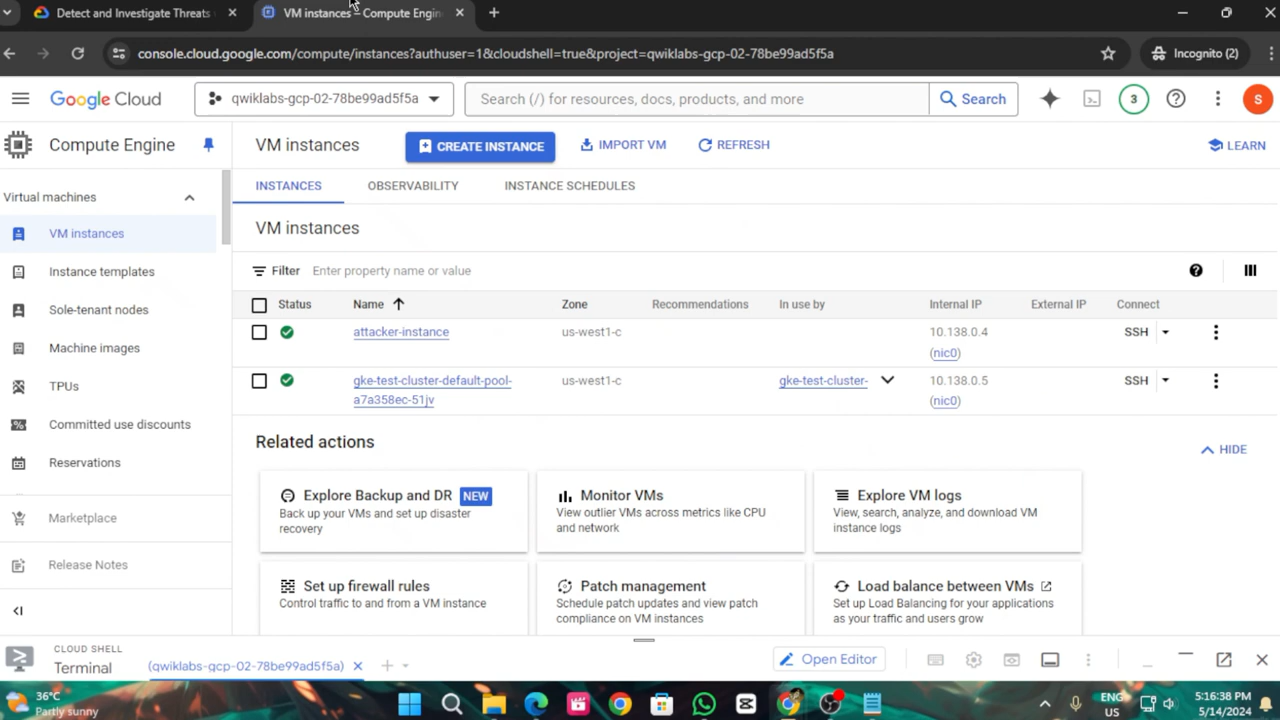 Detect and Investigate Threats
VM instances – Compute Engin
console.cloud.google.com/compute/instances?authuser=1&cloudshell=true&project=qwiklabs-gcp-02-78be99ad5f5a
Incognito (2)
Google Cloud
qwiklabs-gcp-02-78be99ad5f5a
Search (/) for resources, docs, products, and more
Search
3
S
Compute Engine
VM instances
CREATE INSTANCE
IMPORT VM
REFRESH
LEARN
Virtual machines
VM instances
Instance templates
Sole-tenant nodes
Machine images
TPUs
Committed use discounts
Reservations
Marketplace
Release Notes
INSTANCES
OBSERVABILITY
INSTANCE SCHEDULES
VM instances
Filter
Enter property name or value
Status
Name
Zone
Recommendations
In use by
Internal IP
External IP
Connect
attacker-instance
us-west1-c
10.138.0.4
(nic0)
SSH
gke-test-cluster-default-pool-
a7a358ec-51jv
us-west1-c
gke-test-cluster-
10.138.0.5
(nic0)
SSH
Related actions
HIDE
Explore Backup and DR NEW
Back up your VMs and set up disaster
recovery
Monitor VMs
View outlier VMs across metrics like CPU
and network
Explore VM logs
View, search, analyze, and download VM
instance logs
Set up firewall rules
Control traffic to and from a VM instance
Patch management
Schedule patch updates and view patch
compliance on VM instances
Load balance between VMs
Set up Load Balancing for your applications
as your traffic and users grow
CLOUD SHELL
Terminal
(qwiklabs-gcp-02-78be99ad5f5a)
Open Editor
36°C
Partly sunny
ENG
US
5:16:38 PM
5/14/2024